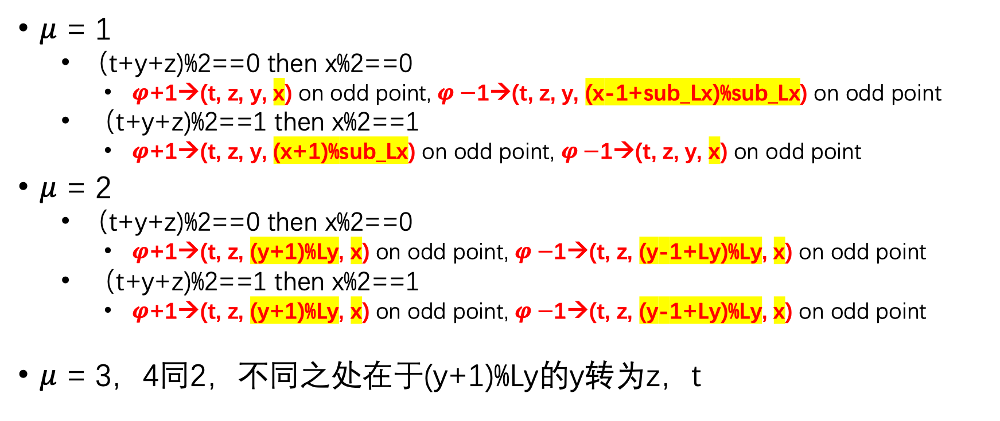 • μ = 1
• (t+y+z)%2==0 then x%2==0
• φ+1→(t, z, y, x) on odd point, φ −1→(t, z, y, (x-1+sub_Lx)%sub_Lx) on odd point
• (t+y+z)%2==1 then x%2==1
• φ+1→(t, z, y, (x+1)%sub_Lx) on odd point, φ −1→(t, z, y, x) on odd point
• μ = 2
• (t+y+z)%2==0 then x%2==0
• φ+1→(t, z, (y+1)%Ly, x) on odd point, φ −1→(t, z, (y-1+Ly)%Ly, x) on odd point
• (t+y+z)%2==1 then x%2==1
• φ+1→(t, z, (y+1)%Ly, x) on odd point, φ −1→(t, z, (y-1+Ly)%Ly, x) on odd point
• μ = 3，4同2，不同之处在于(y+1)%Ly的y转为z，t